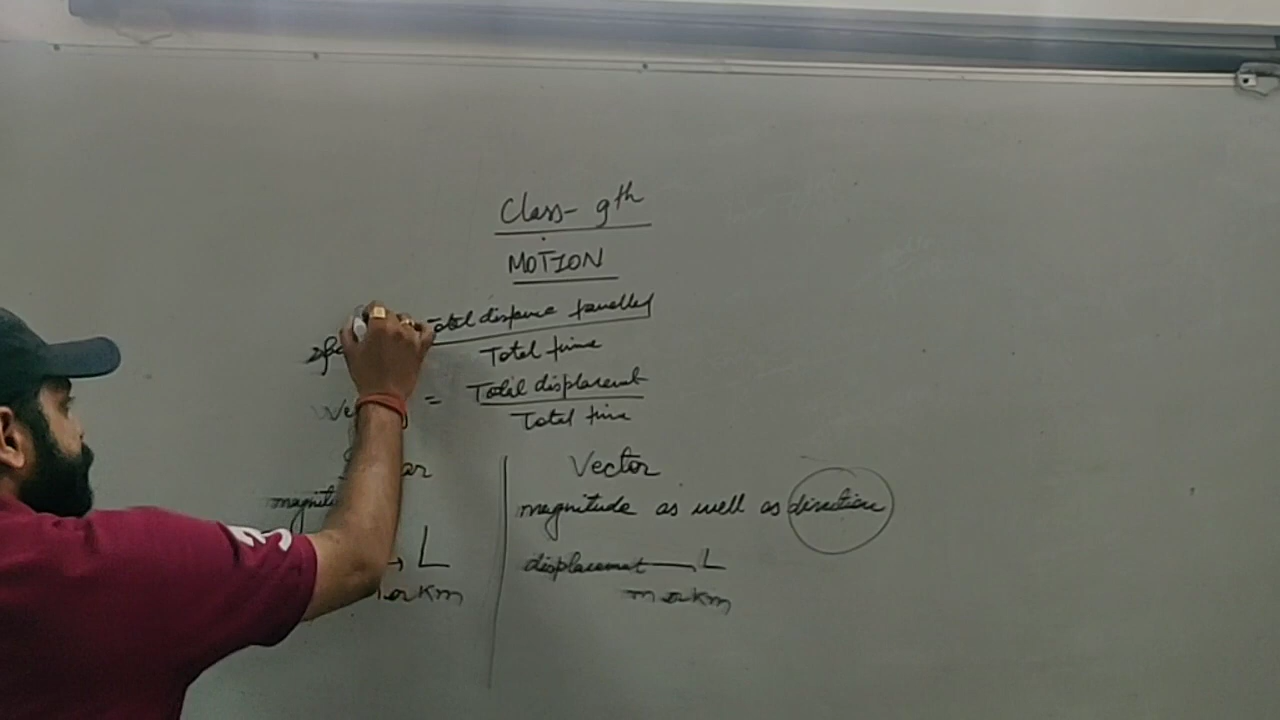 Class- 9th
MOTION
Total distance travelled
Total time
= Total displacement
Total time
Vector
magnitude as well as direction
→ L
displacement L
or Km
m or Km